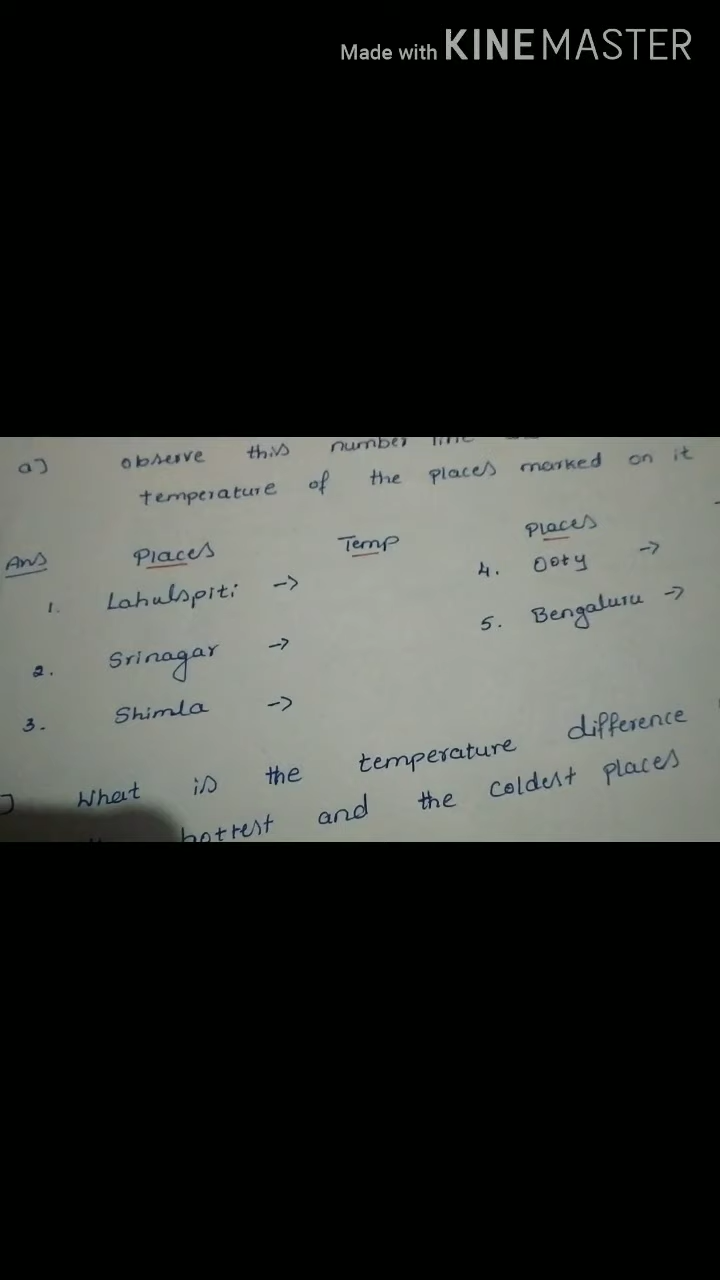 Made with KINEMASTER
a] observe this number line
temperature of the places marked on it
Ans Places Temp Places
1. Lahulspiti → 4. Ooty →
2. Srinagar → 5. Bengaluru →
3. Shimla →
] What is the temperature difference
hottest and the coldest places